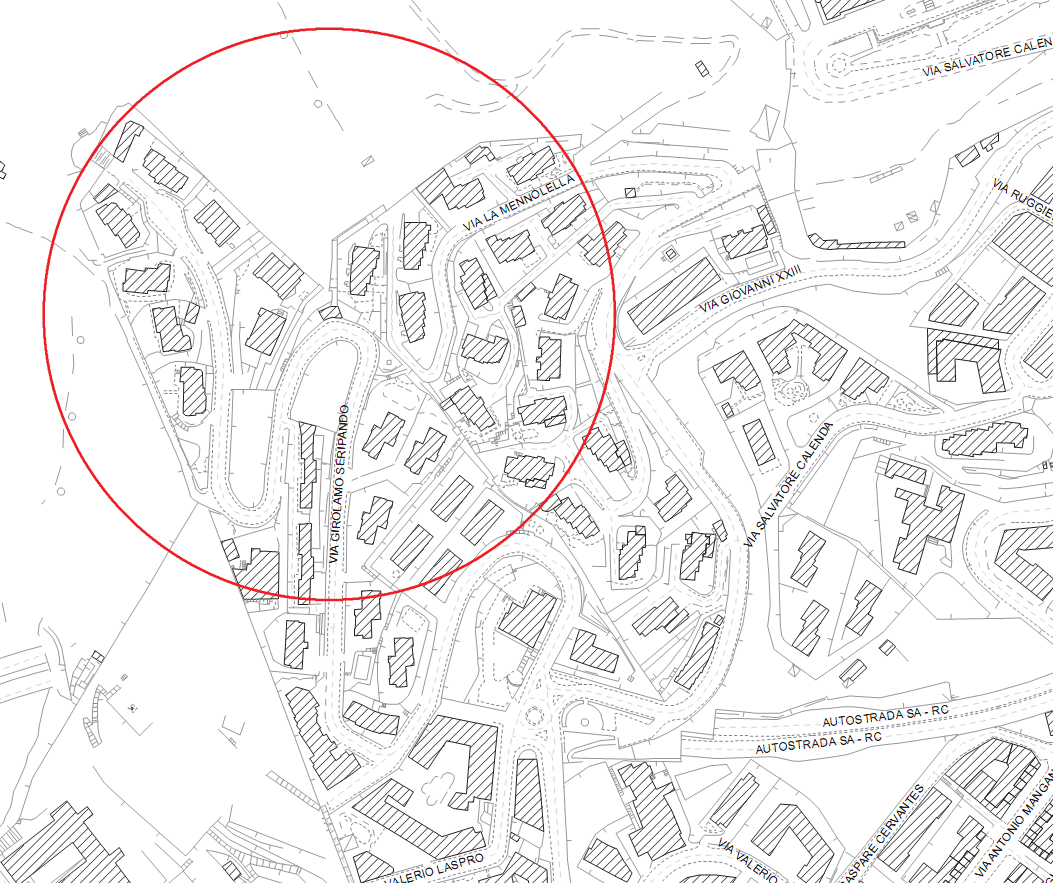 VIA SALVATORE CALEN
VIA RUGGIE
VIA LA MENNOLELLA
VIA GIOVANNI XXIII
VIA GIROLAMO SERIPANDO
VIA SALVATORE CALENDA
AUTOSTRADA SA - RC
AUTOSTRADA SA - RC
GASPARE CERVANTES
VIA ANTONIO MANGAN
VIA VALERIO
VALERIO LASPRO